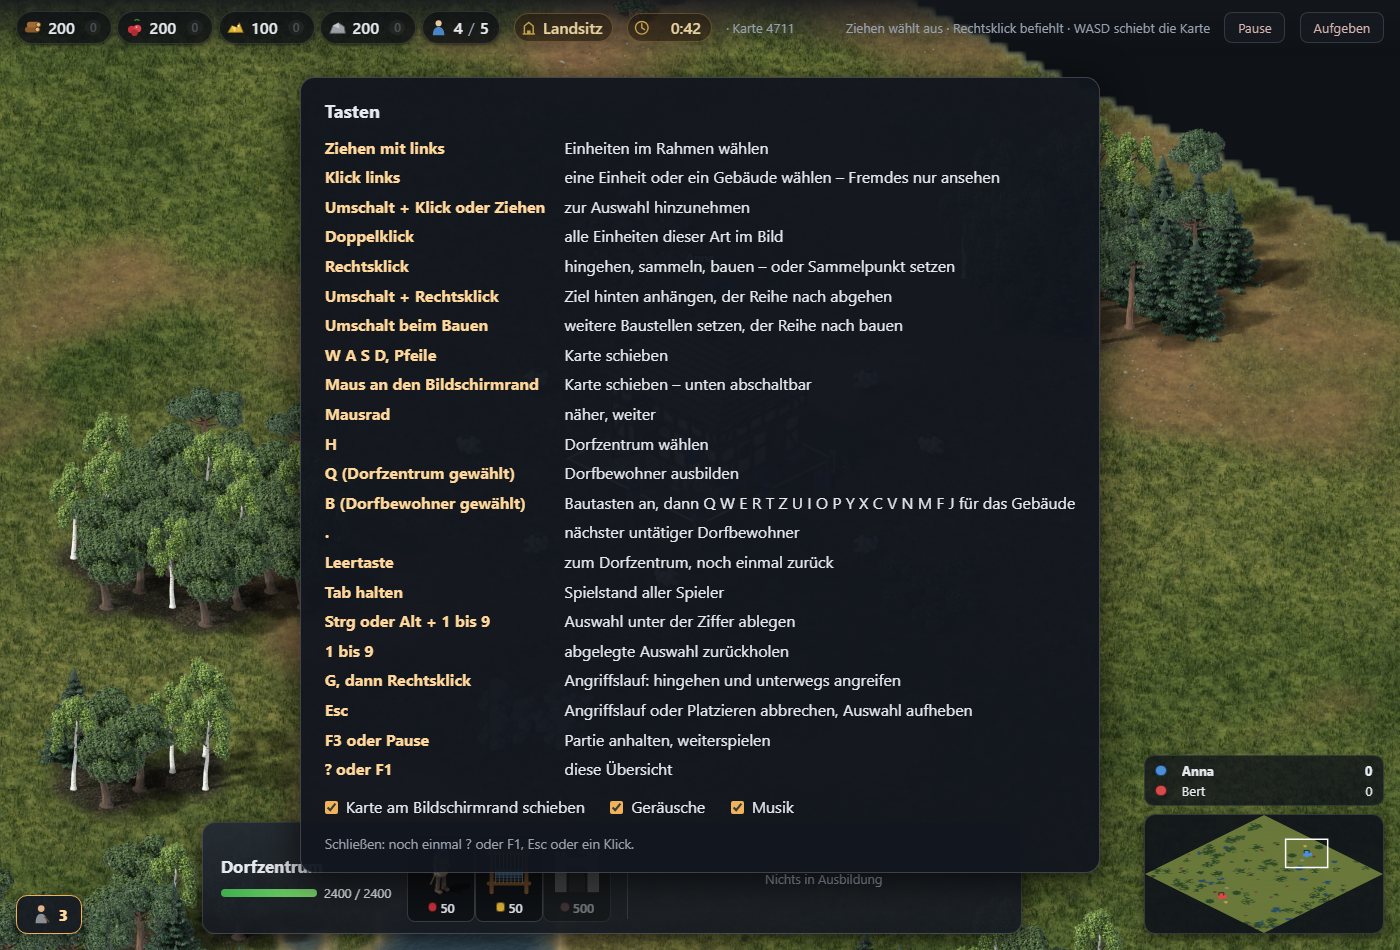 200 0 200 0 100 0 200 0 4 / 5 Landsitz 0:42 · Karte 4711 Ziehen wählt aus · Rechtsklick befiehlt · WASD schiebt die Karte Pause Aufgeben
Tasten
Ziehen mit links Einheiten im Rahmen wählen
Klick links eine Einheit oder ein Gebäude wählen – Fremdes nur ansehen
Umschalt + Klick oder Ziehen zur Auswahl hinzunehmen
Doppelklick alle Einheiten dieser Art im Bild
Rechtsklick hingehen, sammeln, bauen – oder Sammelpunkt setzen
Umschalt + Rechtsklick Ziel hinten anhängen, der Reihe nach abgehen
Umschalt beim Bauen weitere Baustellen setzen, der Reihe nach bauen
W A S D, Pfeile Karte schieben
Maus an den Bildschirmrand Karte schieben – unten abschaltbar
Mausrad näher, weiter
H Dorfzentrum wählen
Q (Dorfzentrum gewählt) Dorfbewohner ausbilden
B (Dorfbewohner gewählt) Bautasten an, dann Q W E R T Z U I O P Y X C V N M F J für das Gebäude
. nächster untätiger Dorfbewohner
Leertaste zum Dorfzentrum, noch einmal zurück
Tab halten Spielstand aller Spieler
Strg oder Alt + 1 bis 9 Auswahl unter der Ziffer ablegen
1 bis 9 abgelegte Auswahl zurückholen
G, dann Rechtsklick Angriffslauf: hingehen und unterwegs angreifen
Esc Angriffslauf oder Platzieren abbrechen, Auswahl aufheben
F3 oder Pause Partie anhalten, weiterspielen
? oder F1 diese Übersicht
Karte am Bildschirmrand schieben Geräusche Musik
Schließen: noch einmal ? oder F1, Esc oder ein Klick.
Anna 0
Bert 0
Dorfzentrum
2400 / 2400
50 50 500
Nichts in Ausbildung
3